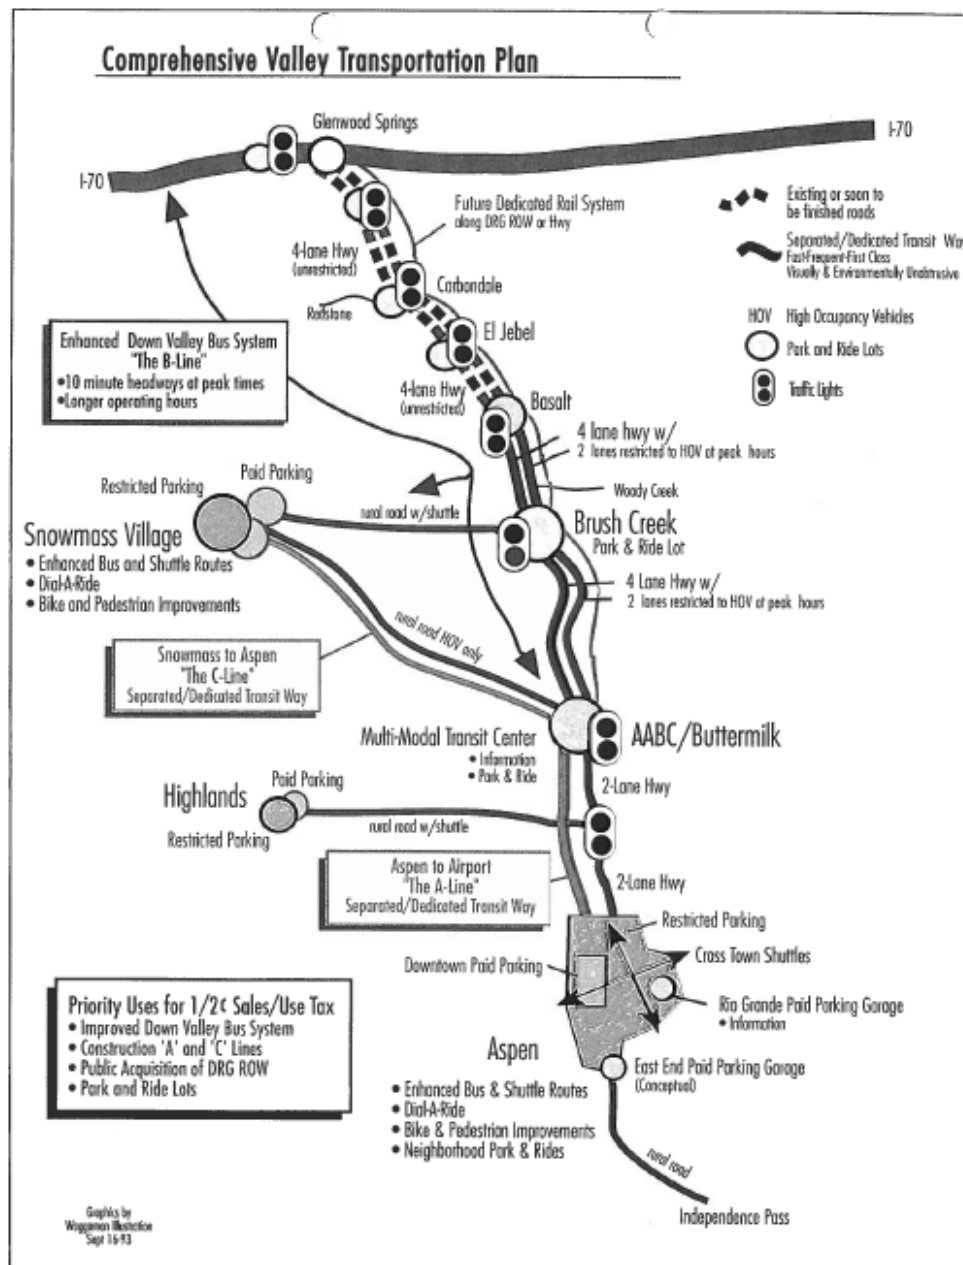 Comprehensive Valley Transportation Plan
Glenwood Springs
I-70
I-70
Future Dedicated Rail System
along DRG ROW or Hwy
Existing or soon to
be finished roads
Separated/Dedicated Transit Way
Fast-Frequent-First Class
Visually & Environmentally Unobtrusive
HOV High Occupancy Vehicles
Park and Ride Lots
Traffic Lights
4-lane Hwy
(unrestricted)
Carbondale
Redstone
El Jebel
4-lane Hwy
(unrestricted)
Basalt
Enhanced Down Valley Bus System
"The B-Line"
•10 minute headways at peak times
•Longer operating hours
4 lane hwy w/
2 lanes restricted to HOV at peak hours
Woody Creek
Paid Parking
Restricted Parking
rural road w/shuttle
Brush Creek
Park & Ride Lot
Snowmass Village
• Enhanced Bus and Shuttle Routes
• Dial-A-Ride
• Bike and Pedestrian Improvements
4 Lane Hwy w/
2 lanes restricted to HOV at peak hours
rural road HOV only
Snowmass to Aspen
"The C-Line"
Separated/Dedicated Transit Way
Multi-Modal Transit Center
• Information
• Park & Ride
AABC/Buttermilk
2-Lane Hwy
Highlands
Paid Parking
Restricted Parking
rural road w/shuttle
Aspen to Airport
"The A-Line"
Separated/Dedicated Transit Way
2-Lane Hwy
Restricted Parking
Cross Town Shuttles
Downtown Paid Parking
Rio Grande Paid Parking Garage
• Information
Priority Uses for 1/2¢ Sales/Use Tax
• Improved Down Valley Bus System
• Construction 'A' and 'C' Lines
• Public Acquisition of DRG ROW
• Park and Ride Lots
Aspen
• Enhanced Bus & Shuttle Routes
• Dial-A-Ride
• Bike & Pedestrian Improvements
• Neighborhood Park & Rides
East End Paid Parking Garage
(Conceptual)
rural road
Independence Pass
Graphics by
Waggaman Illustration
Sept 16-93